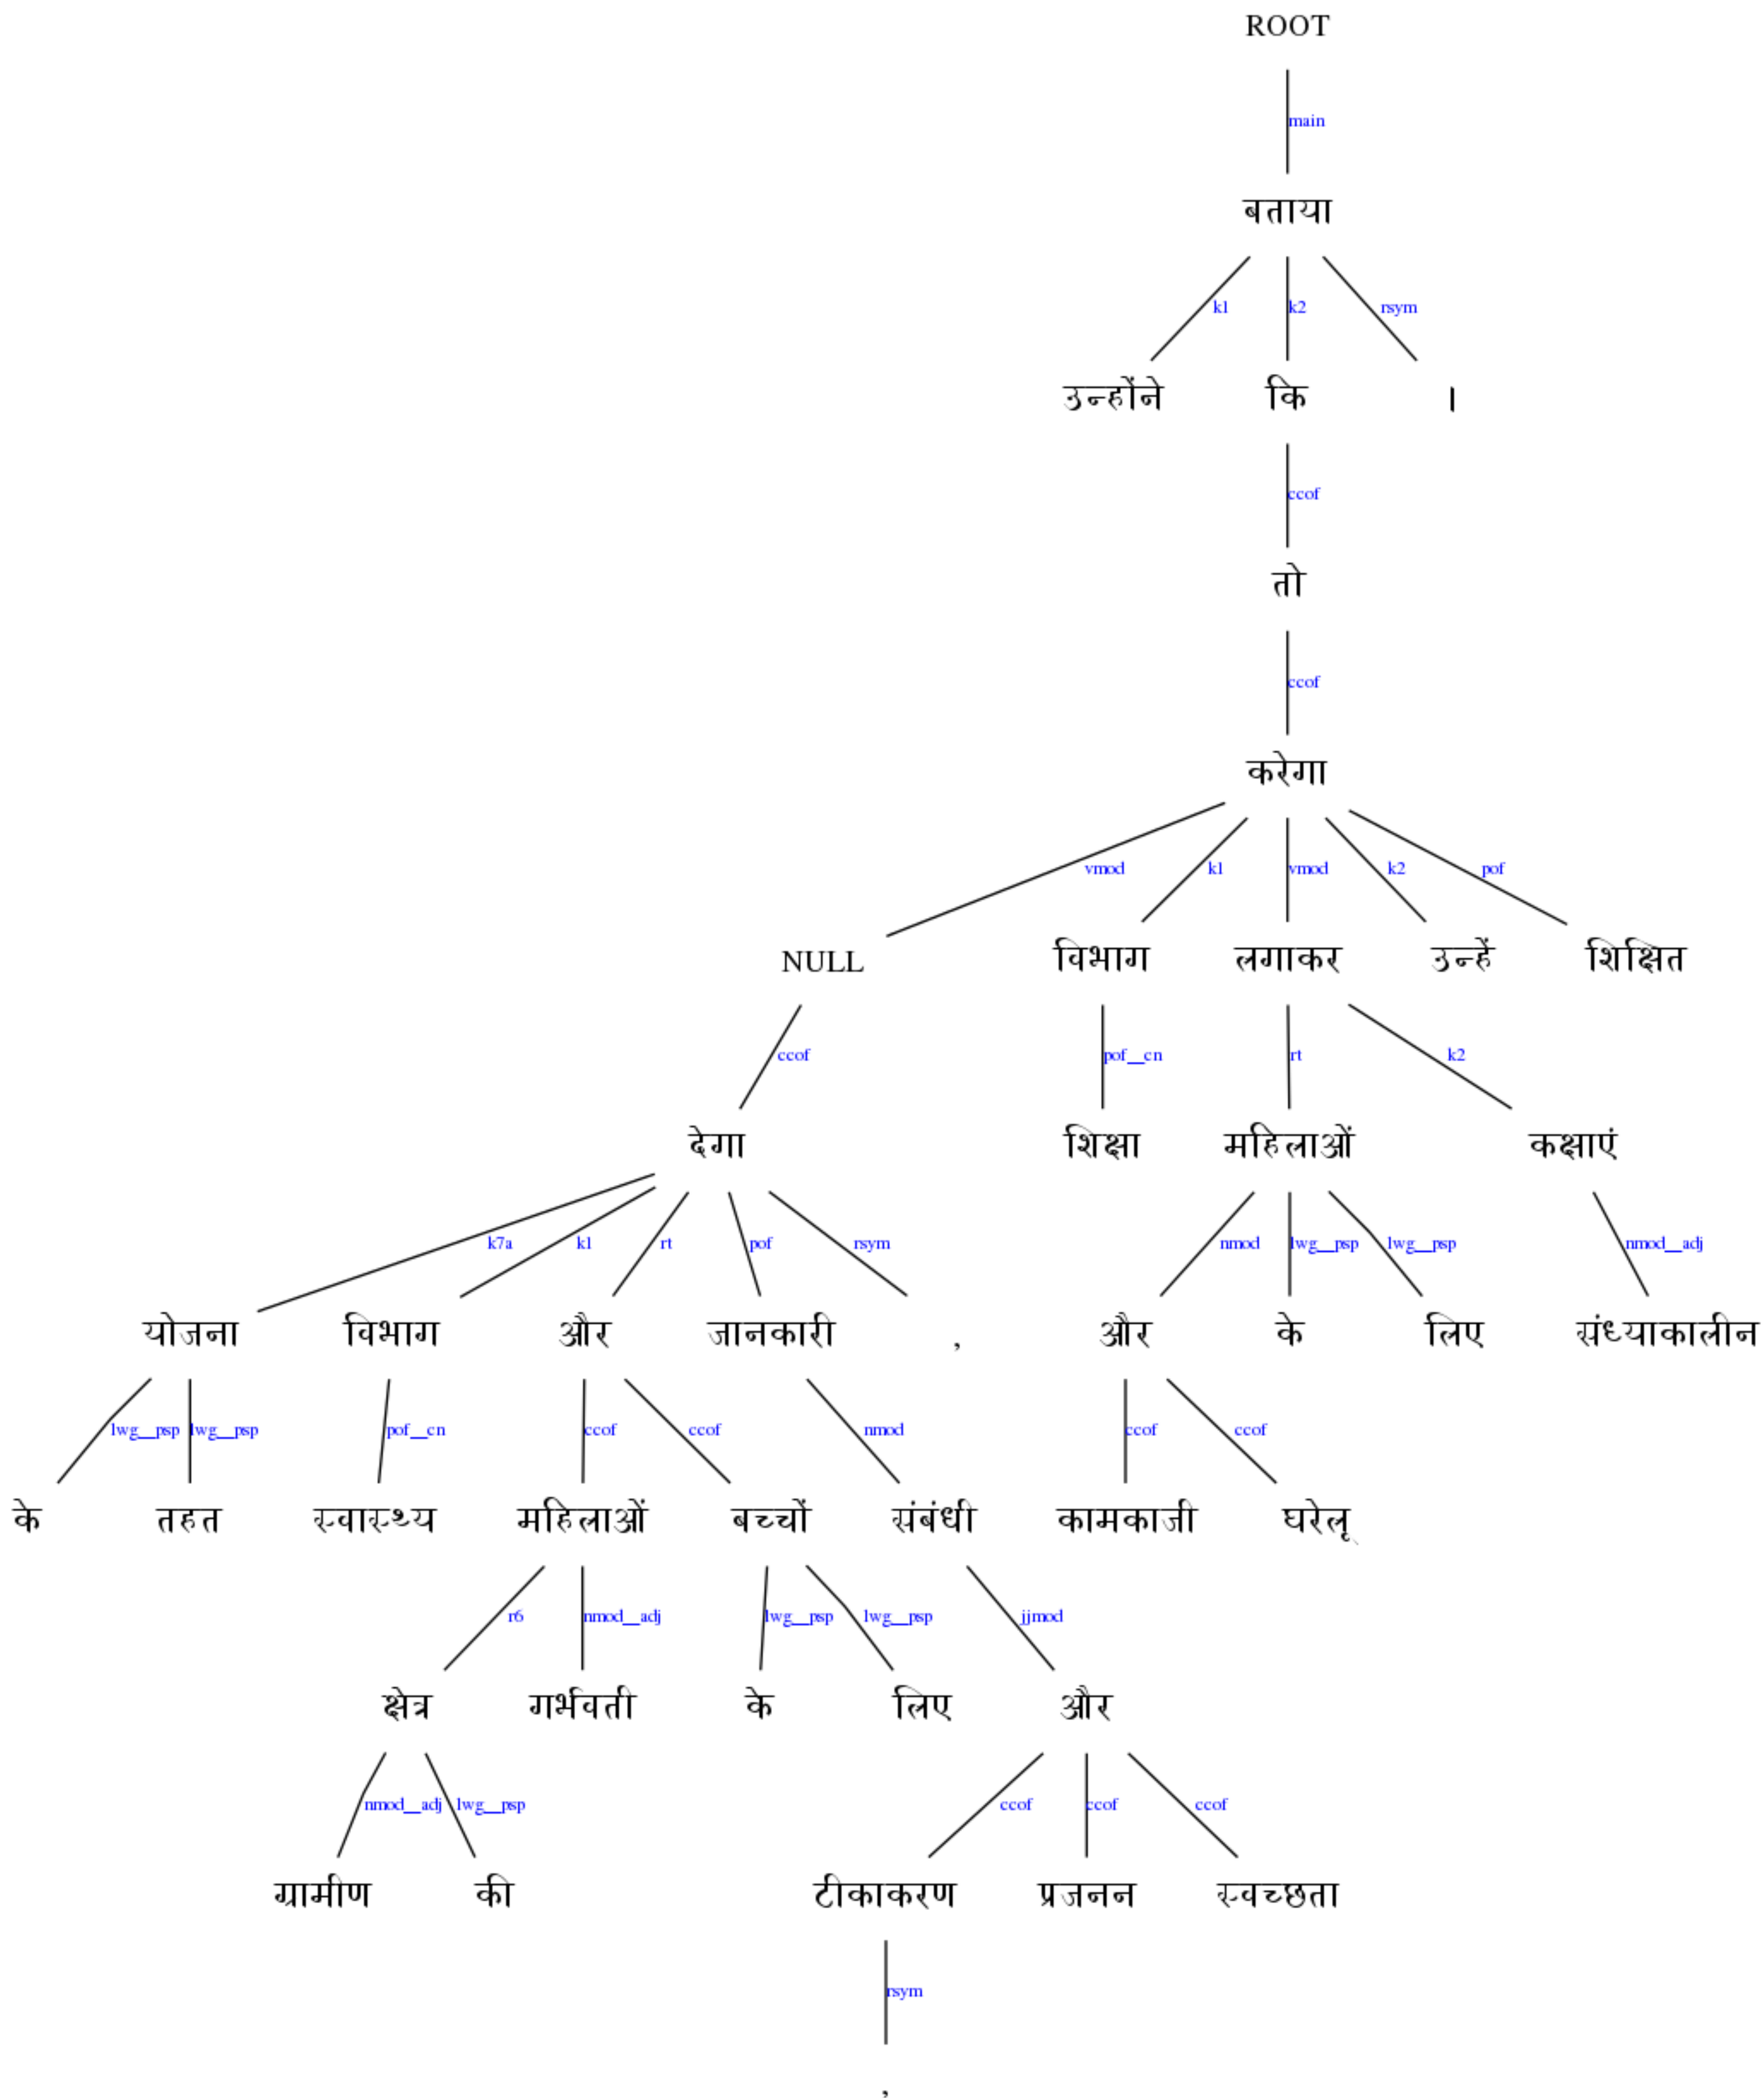 ROOT
main
बताया
k1 k2 rsym
उन्होंने कि ।
ccof
तो
ccof
करेगा
vmod k1 vmod k2 pof
NULL विभाग लगाकर उन्हें शिक्षित
ccof pof__cn rt k2
देगा शिक्षा महिलाओं कक्षाएं
k7a k1 rt pof rsym nmod lwg__psp lwg__psp nmod__adj
योजना विभाग और जानकारी , और के लिए संध्याकालीन
lwg__psp lwg__psp pof__cn ccof ccof nmod ccof ccof
के तहत स्वास्थ्य महिलाओं बच्चों संबंधी कामकाजी घरेलू
r6 nmod__adj lwg__psp lwg__psp jjmod
क्षेत्र गर्भवती के लिए और
nmod__adj lwg__psp ccof ccof ccof
ग्रामीण की टीकाकरण प्रजनन स्वच्छता
rsym
,